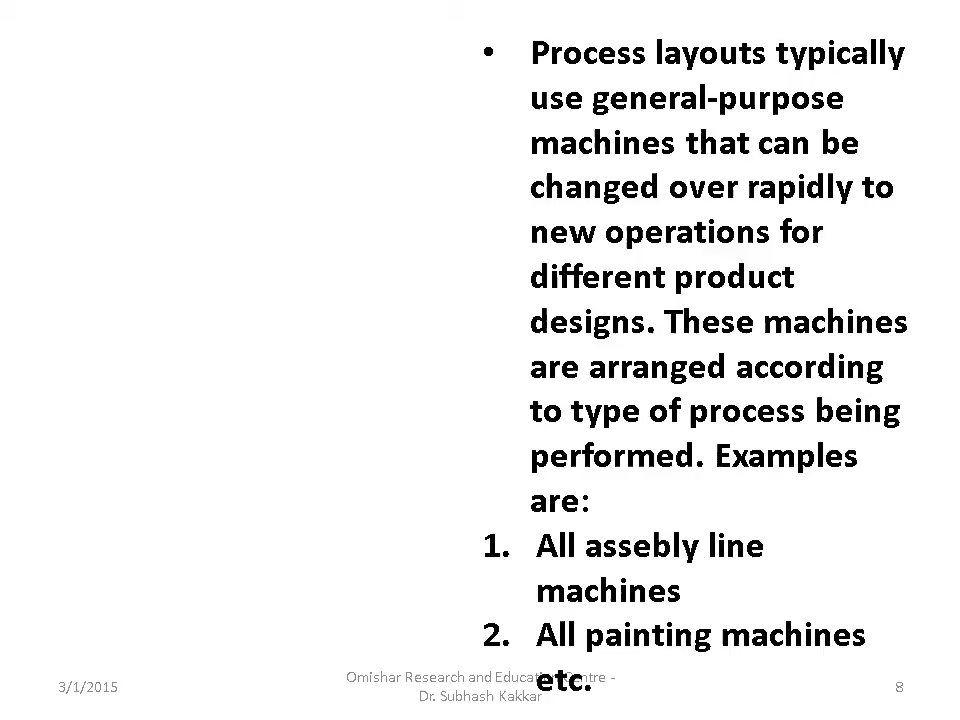 • Process layouts typically
use general-purpose
machines that can be
changed over rapidly to
new operations for
different product
designs. These machines
are arranged according
to type of process being
performed. Examples
are:
1. All assebly line
machines
2. All painting machines
etc.
3/1/2015
Omishar Research and Education Centre -
Dr. Subhash Kakkar
8